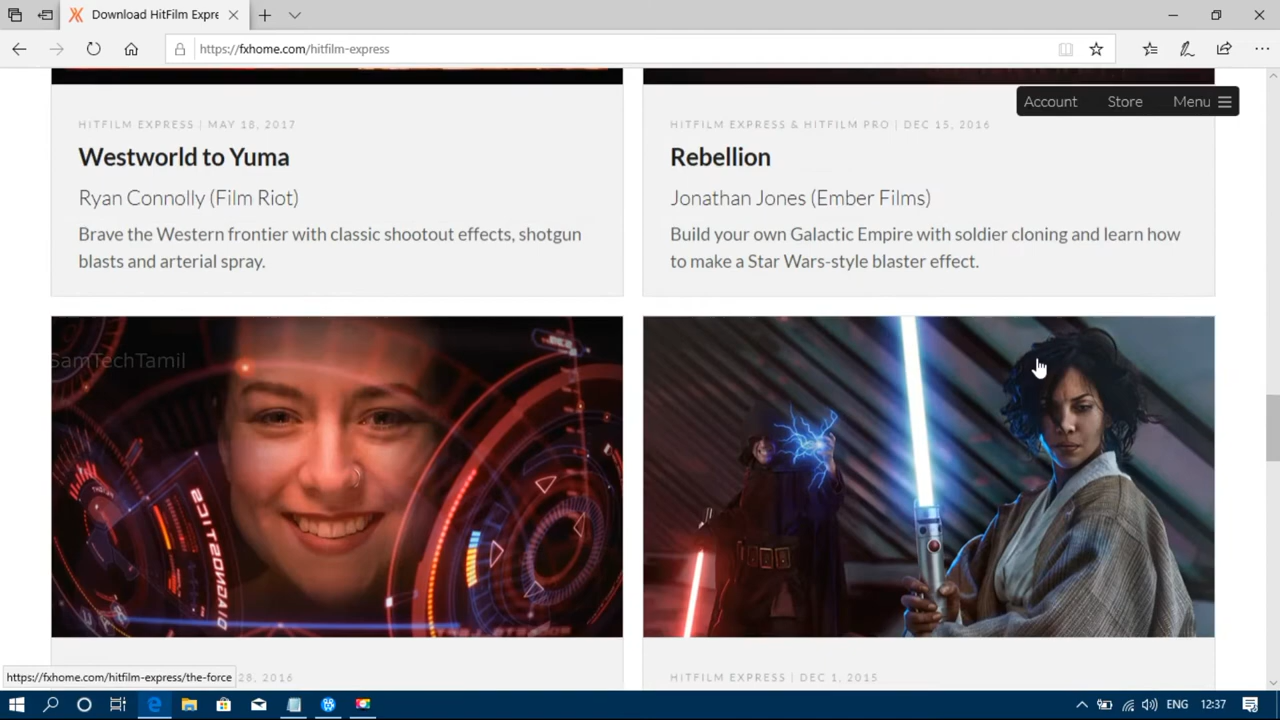 Download HitFilm Expre
https://fxhome.com/hitfilm-express
Account Store Menu
HITFILM EXPRESS | MAY 18, 2017
Westworld to Yuma
Ryan Connolly (Film Riot)
Brave the Western frontier with classic shootout effects, shotgun
blasts and arterial spray.
HITFILM EXPRESS & HITFILM PRO | DEC 15, 2016
Rebellion
Jonathan Jones (Ember Films)
Build your own Galactic Empire with soldier cloning and learn how
to make a Star Wars-style blaster effect.
SamTechTamil
DIAGNOSTICS
https://fxhome.com/hitfilm-express/the-force
28, 2016
HITFILM EXPRESS | DEC 1, 2015
ENG 12:37